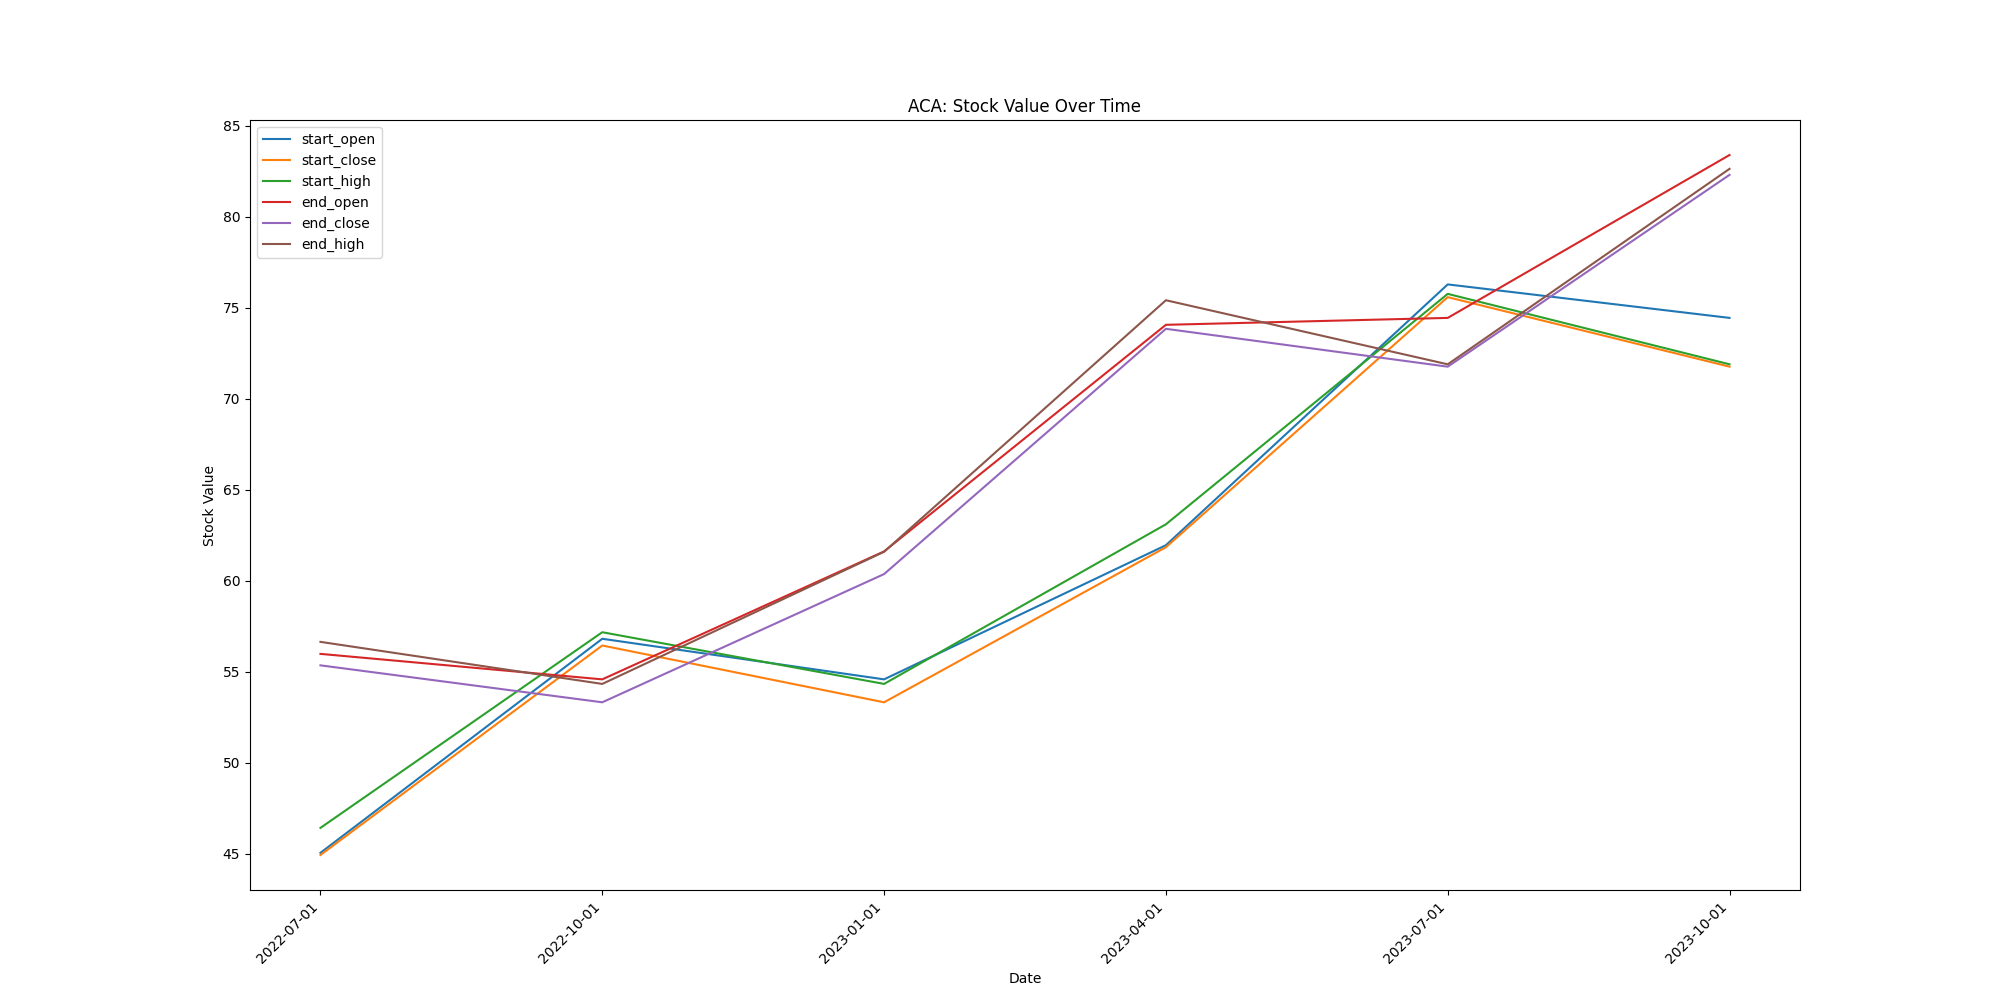 ACA: Stock Value Over Time
start_open
start_close
start_high
end_open
end_close
end_high
85
80
75
70
65
60
55
50
45
Stock Value
2022-07-01
2022-10-01
2023-01-01
2023-04-01
2023-07-01
2023-10-01
Date